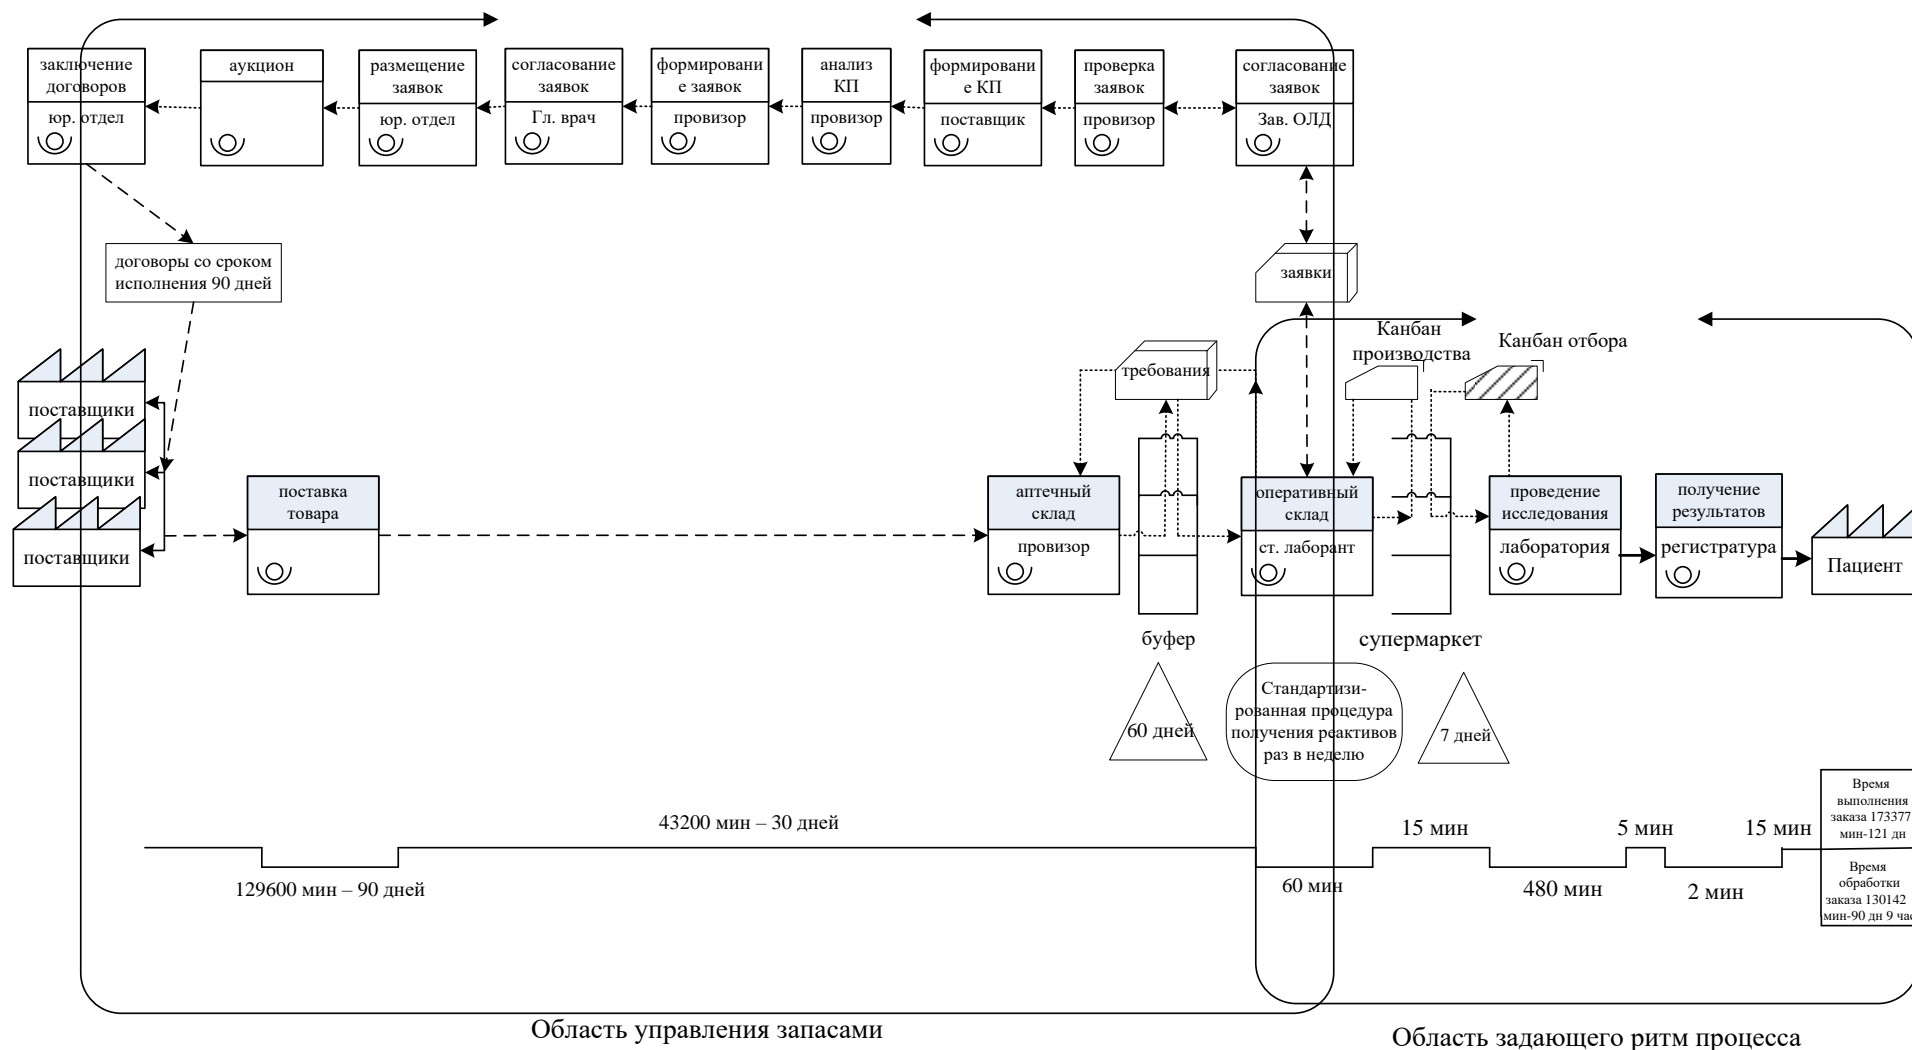 заключение
договоров
юр. отдел
аукцион
размещение
заявок
юр. отдел
согласование
заявок
Гл. врач
формировани
е заявок
провизор
анализ
КП
провизор
формировани
е КП
поставщик
проверка
заявок
провизор
согласование
заявок
Зав. ОЛД
договоры со сроком
исполнения 90 дней
заявки
Канбан
производства
Канбан отбора
требования
поставщики
поставщики
поставщики
поставка
товара
аптечный
склад
провизор
оперативный
склад
ст. лаборант
проведение
исследования
лаборатория
получение
результатов
регистратура
Пациент
буфер
супермаркет
60 дней
Стандартизи-
рованная процедура
получения реактивов
раз в неделю
7 дней
43200 мин – 30 дней
15 мин
5 мин
15 мин
129600 мин – 90 дней
60 мин
480 мин
2 мин
Время
выполнения
заказа 173377
мин-121 дн
Время
обработки
заказа 130142
мин-90 дн 9 час
Область управления запасами
Область задающего ритм процесса